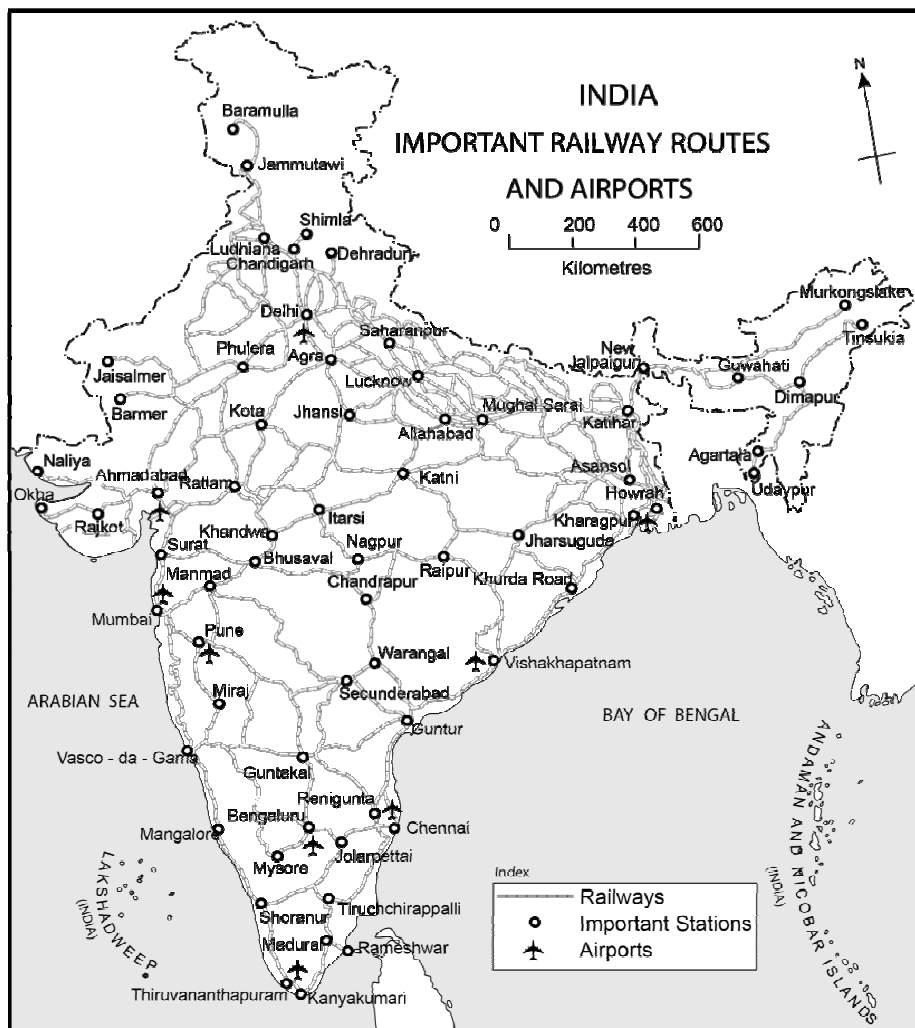 INDIA
IMPORTANT RAILWAY ROUTES
AND AIRPORTS
N
0 200 400 600
Kilometres
Baramulla
Jammutawi
Shimla
Ludhiana
Chandigarh
Dehradun
Delhi
Saharanpur
Murkongslake
Tinsukia
Phulera
Agra
New
Jalpaiguri
Guwahati
Jaisalmer
Lucknow
Dimapur
Barmer
Kota
Jhansi
Mughal Sarai
Allahabad
Katihar
Naliya
Agartala
Ahmadabad
Ratlam
Katni
Asansol
Udaypur
Okha
Howrah
Rajkot
Itarsi
Kharagpur
Khandwa
Nagpur
Jharsuguda
Surat
Bhusaval
Raipur
Manmad
Chandrapur
Khurda Road
Mumbai
Pune
Warangal
Vishakhapatnam
ARABIAN SEA
Miraj
Secunderabad
BAY OF BENGAL
Guntur
Vasco - da - Gama
Guntakal
Renigunta
Bengaluru
Mangalore
Chennai
Jolarpettai
Mysore
LAKSHADWEEP
(INDIA)
ANDAMAN AND NICOBAR ISLANDS
(INDIA)
Shoranur
Tiruchchirappalli
Madurai
Rameshwar
Thiruvananthapuram
Kanyakumari
Index
Railways
Important Stations
Airports